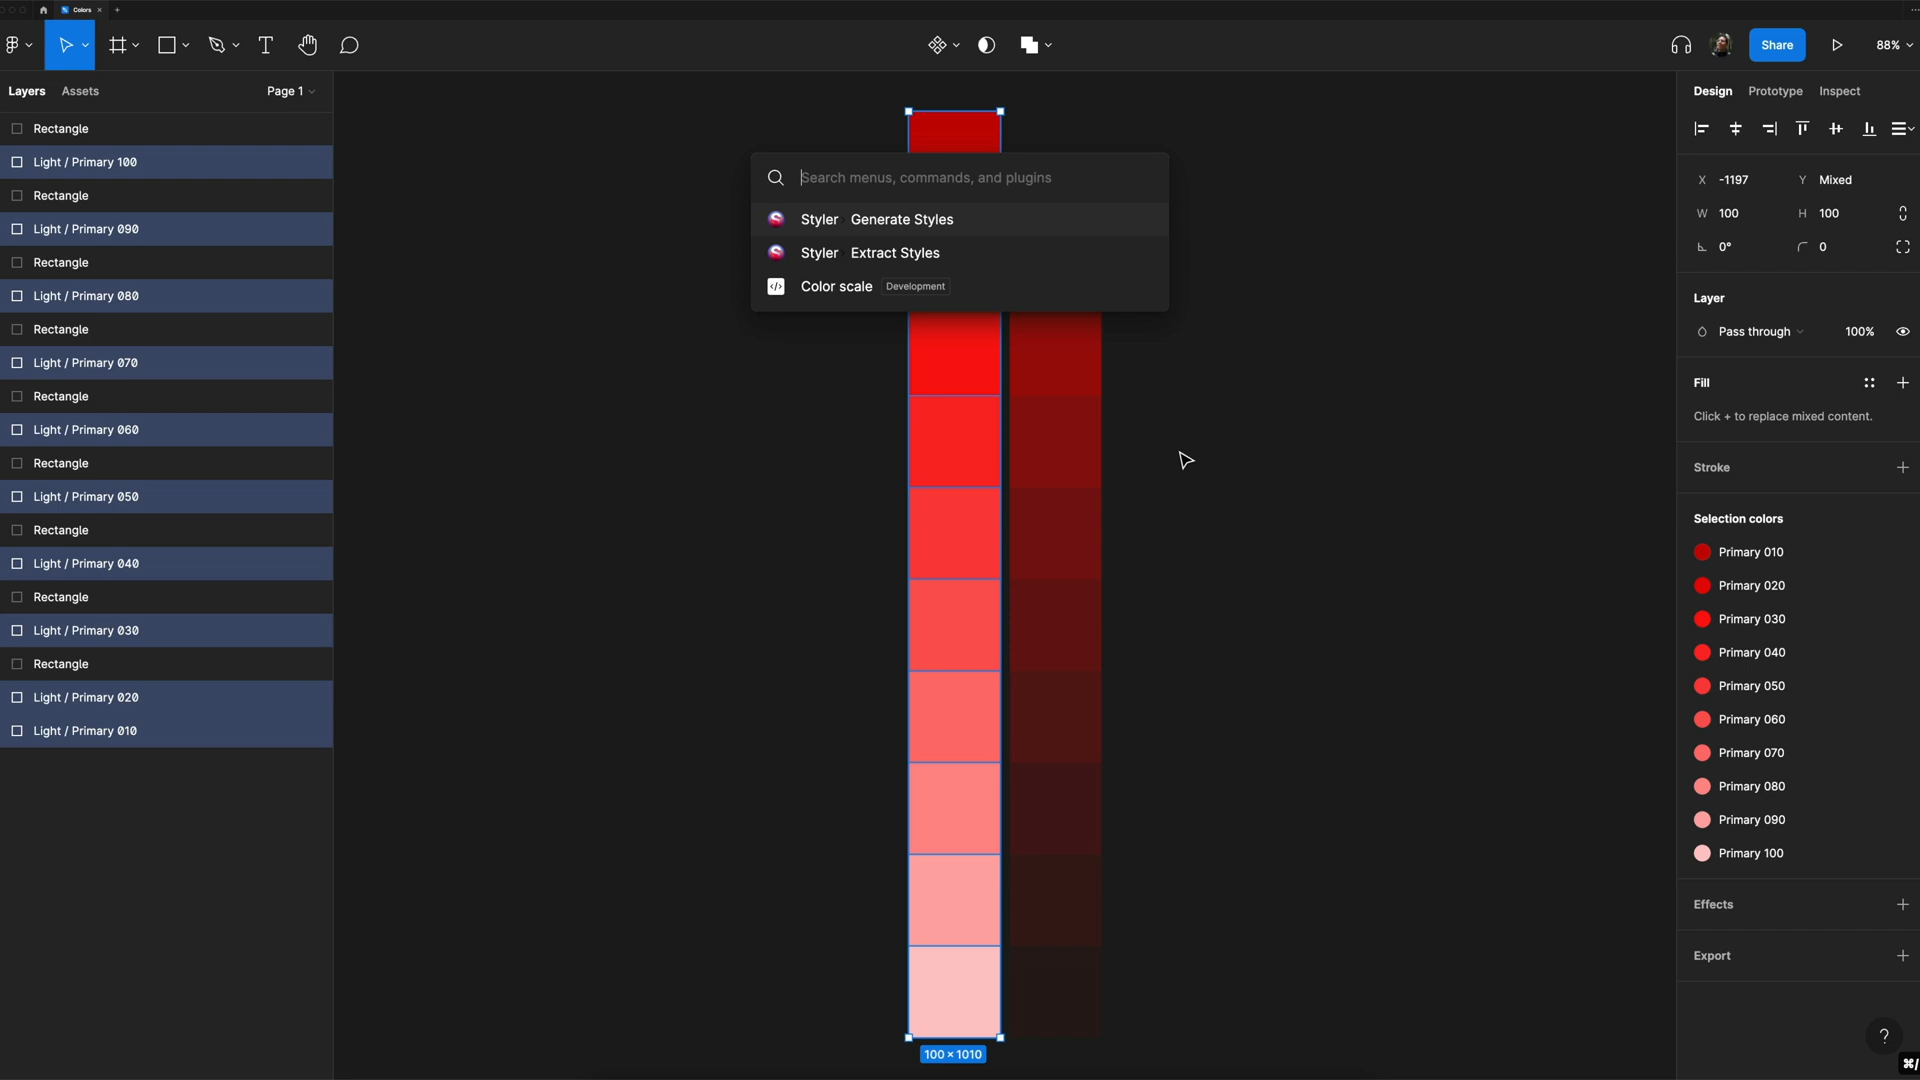 Colors
Share
88%
Layers
Assets
Page 1
Rectangle
Light / Primary 100
Rectangle
Light / Primary 090
Rectangle
Light / Primary 080
Rectangle
Light / Primary 070
Rectangle
Light / Primary 060
Rectangle
Light / Primary 050
Rectangle
Light / Primary 040
Rectangle
Light / Primary 030
Rectangle
Light / Primary 020
Light / Primary 010
Search menus, commands, and plugins
Styler Generate Styles
Styler Extract Styles
Color scale Development
100 × 1010
Design
Prototype
Inspect
X -1197 Y Mixed
W 100 H 100
0° 0
Layer
Pass through 100%
Fill
Click + to replace mixed content.
Stroke
Selection colors
Primary 010
Primary 020
Primary 030
Primary 040
Primary 050
Primary 060
Primary 070
Primary 080
Primary 090
Primary 100
Effects
Export
?
⌘/